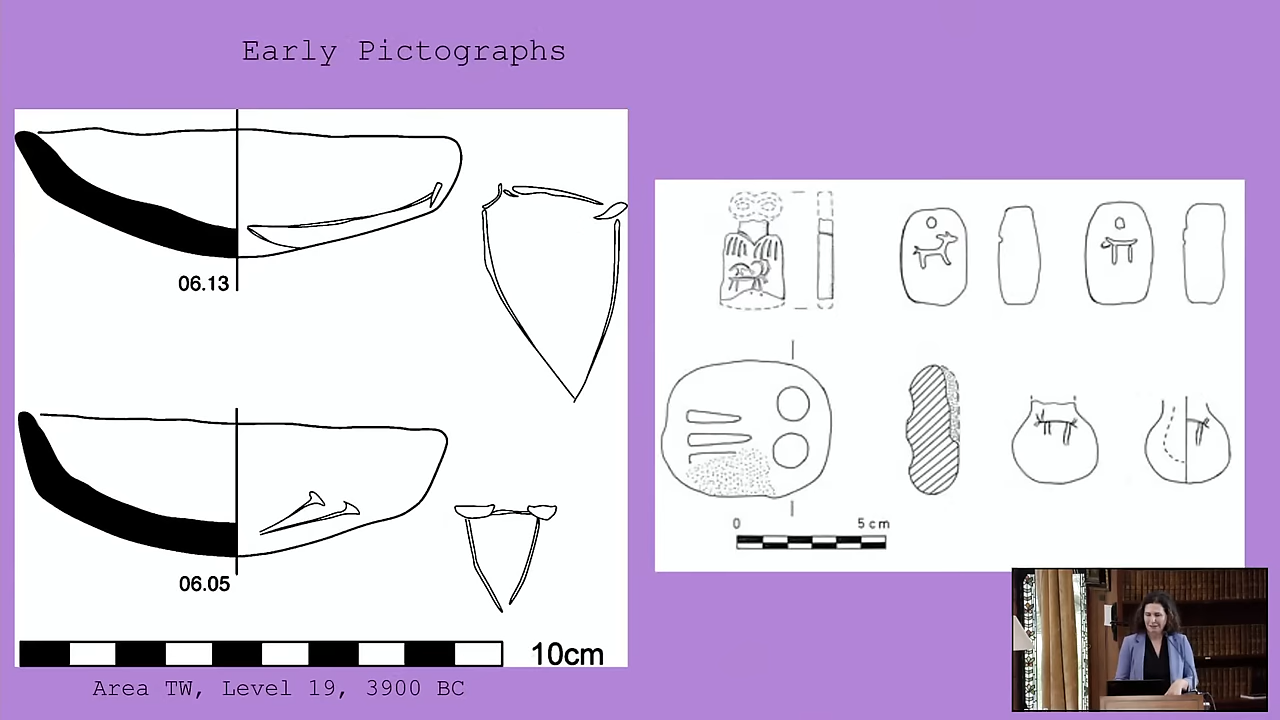 Early Pictographs
06.13
06.05
10cm
Area TW, Level 19, 3900 BC
0
5 cm